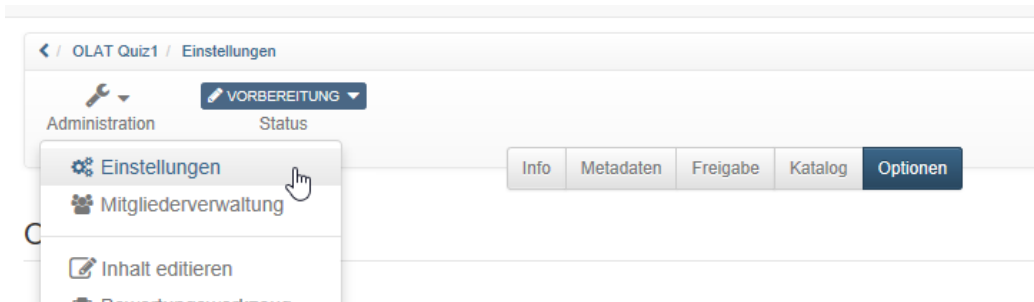 / OLAT Quiz1 / Einstellungen
VORBEREITUNG
Administration Status
Einstellungen
Info Metadaten Freigabe Katalog Optionen
Mitgliederverwaltung
Inhalt editieren